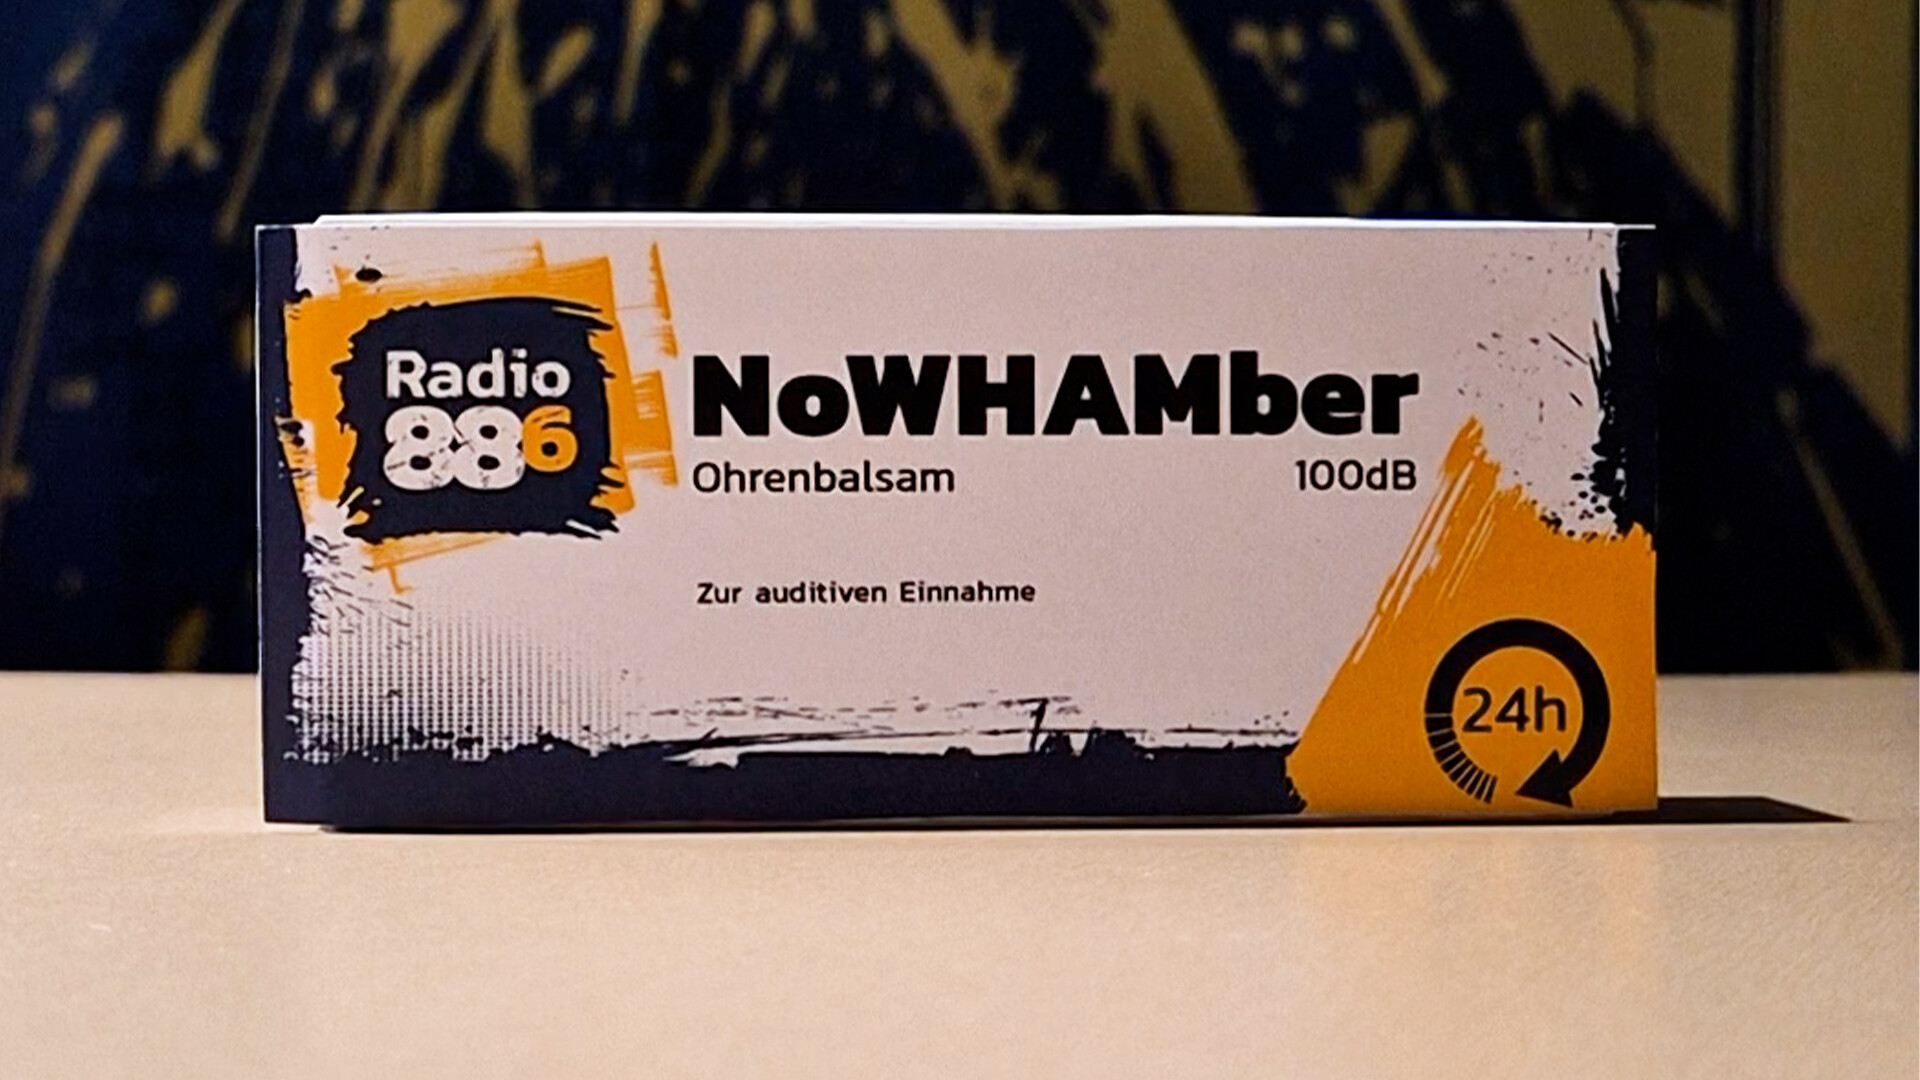 Radio
886
NoWHAMber
Ohrenbalsam
100dB
Zur auditiven Einnahme
24h